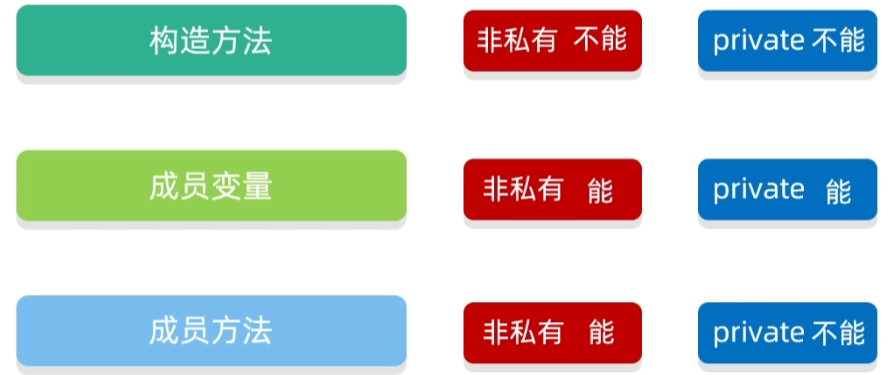 构造方法 非私有 不能 private 不能
成员变量 非私有 能 private 能
成员方法 非私有 能 private 不能